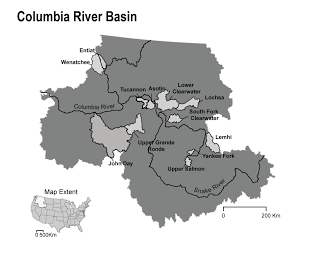 Columbia River Basin
Entiat
Wenatchee
Tucannon
Asotin
Lower
Clearwater
Lochsa
Columbia River
South Fork
Clearwater
Upper Grande
Ronde
Lemhi
John Day
Yankee Fork
Upper Salmon
Snake River
Map Extent
0 500Km
0
200 Km